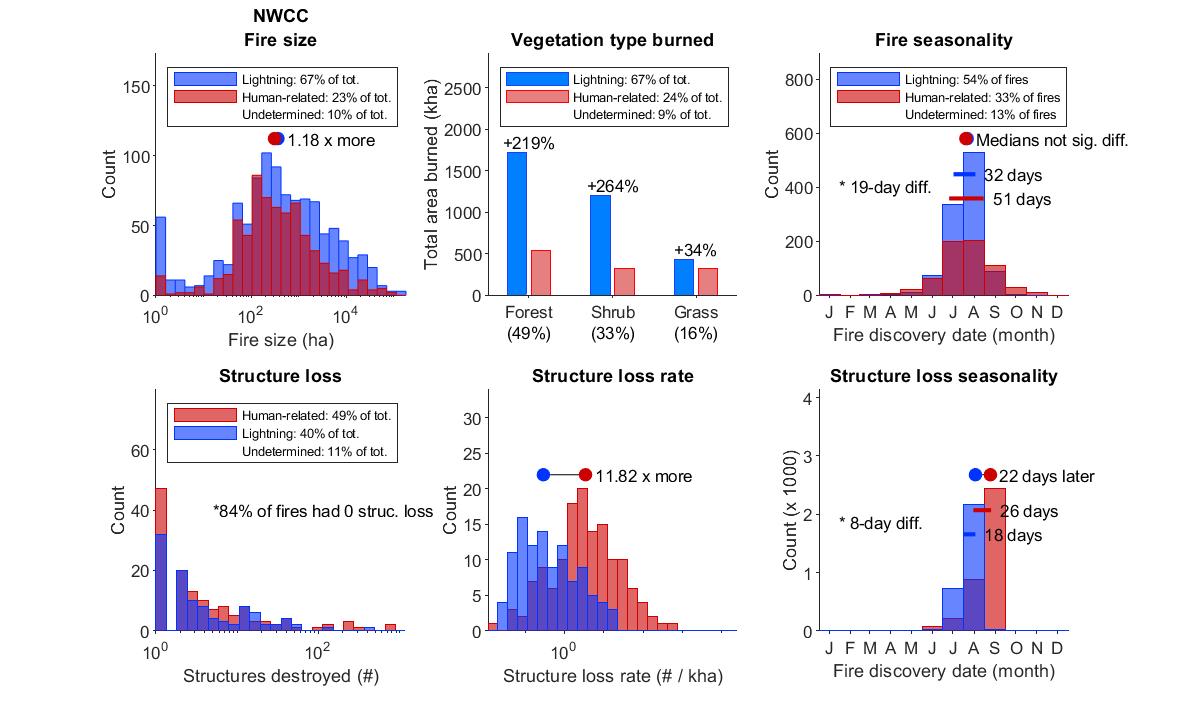 NWCC
Fire size
Lightning: 67% of tot.
Human-related: 23% of tot.
Undetermined: 10% of tot.
1.18 x more
150
100
50
0
Count
10^0 10^2 10^4
Fire size (ha)
Vegetation type burned
Lightning: 67% of tot.
Human-related: 24% of tot.
Undetermined: 9% of tot.
2500
2000
1500
1000
500
0
Total area burned (kha)
+219%
+264%
+34%
Forest Shrub Grass
(49%) (33%) (16%)
Fire seasonality
Lightning: 54% of fires
Human-related: 33% of fires
Undetermined: 13% of fires
Medians not sig. diff.
32 days
* 19-day diff.
51 days
800
600
400
200
0
Count
J F M A M J J A S O N D
Fire discovery date (month)
Structure loss
Human-related: 49% of tot.
Lightning: 40% of tot.
Undetermined: 11% of tot.
*84% of fires had 0 struc. loss
60
40
20
0
Count
10^0 10^2
Structures destroyed (#)
Structure loss rate
11.82 x more
30
25
20
15
10
5
0
Count
10^0
Structure loss rate (# / kha)
Structure loss seasonality
22 days later
26 days
* 8-day diff.
18 days
4
3
2
1
0
Count (x 1000)
J F M A M J J A S O N D
Fire discovery date (month)